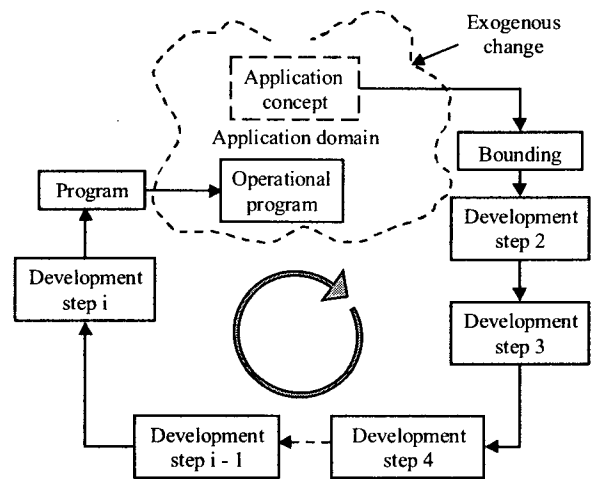 Exogenous
change
Application
concept
Application domain
Bounding
Program
Operational
program
Development
step 2
Development
step i
Development
step 3
Development
step i - 1
Development
step 4